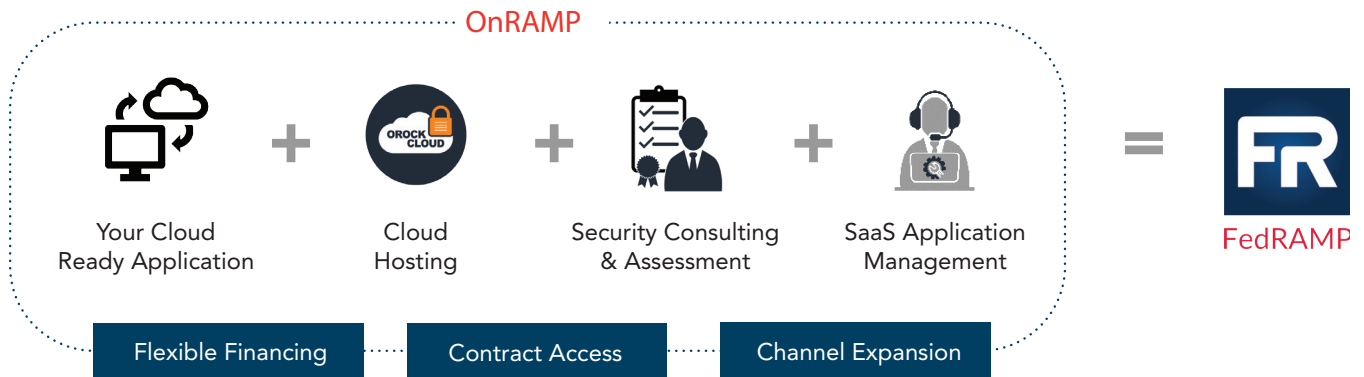 OnRAMP
OROCK
CLOUD
FR
Your Cloud
Ready Application
Cloud
Hosting
Security Consulting
& Assessment
SaaS Application
Management
FedRAMP
Flexible Financing
Contract Access
Channel Expansion